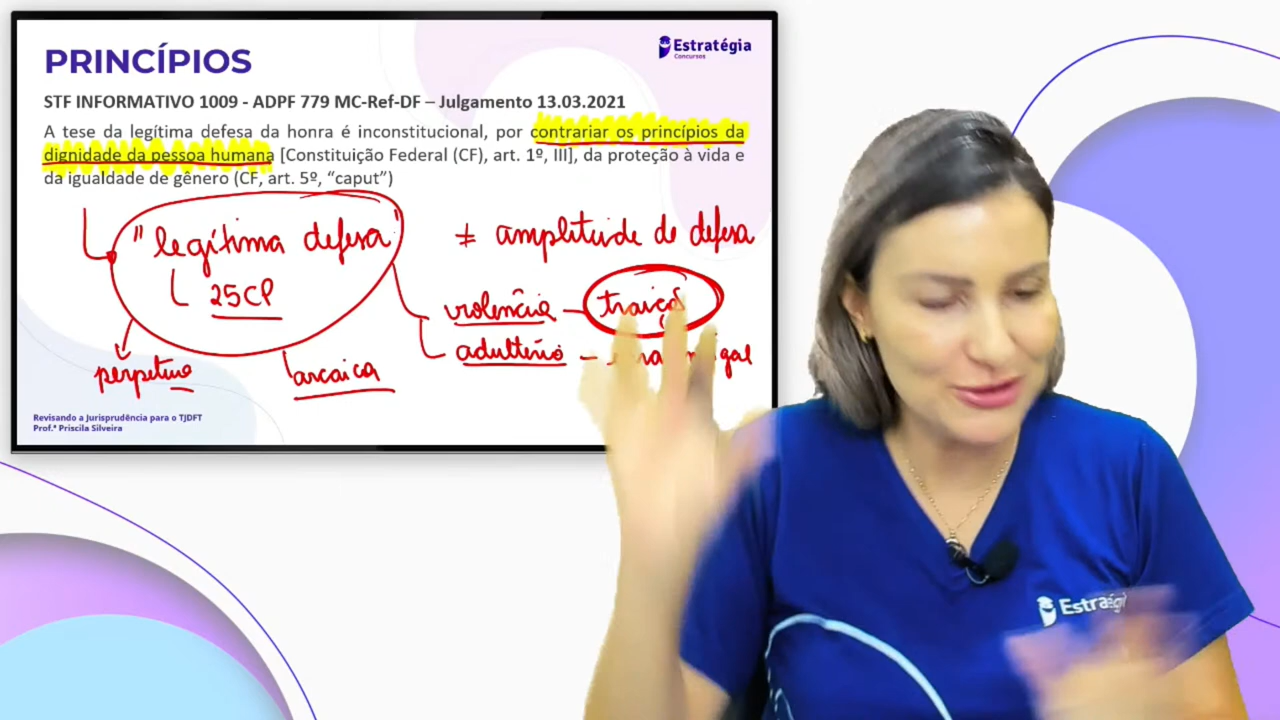 PRINCÍPIOS
Estratégia
Concursos
STF INFORMATIVO 1009 - ADPF 779 MC-Ref-DF – Julgamento 13.03.2021
A tese da legítima defesa da honra é inconstitucional, por contrariar os princípios da
dignidade da pessoa humana [Constituição Federal (CF), art. 1º, III], da proteção à vida e
da igualdade de gênero (CF, art. 5º, “caput”)
" legítima defesa
≠ amplitude de defesa
25CP
violência - traição
adultério -
perpetua
arcaica
Revisando a Jurisprudência para o TJDFT
Prof.ª Priscila Silveira
Estratégi